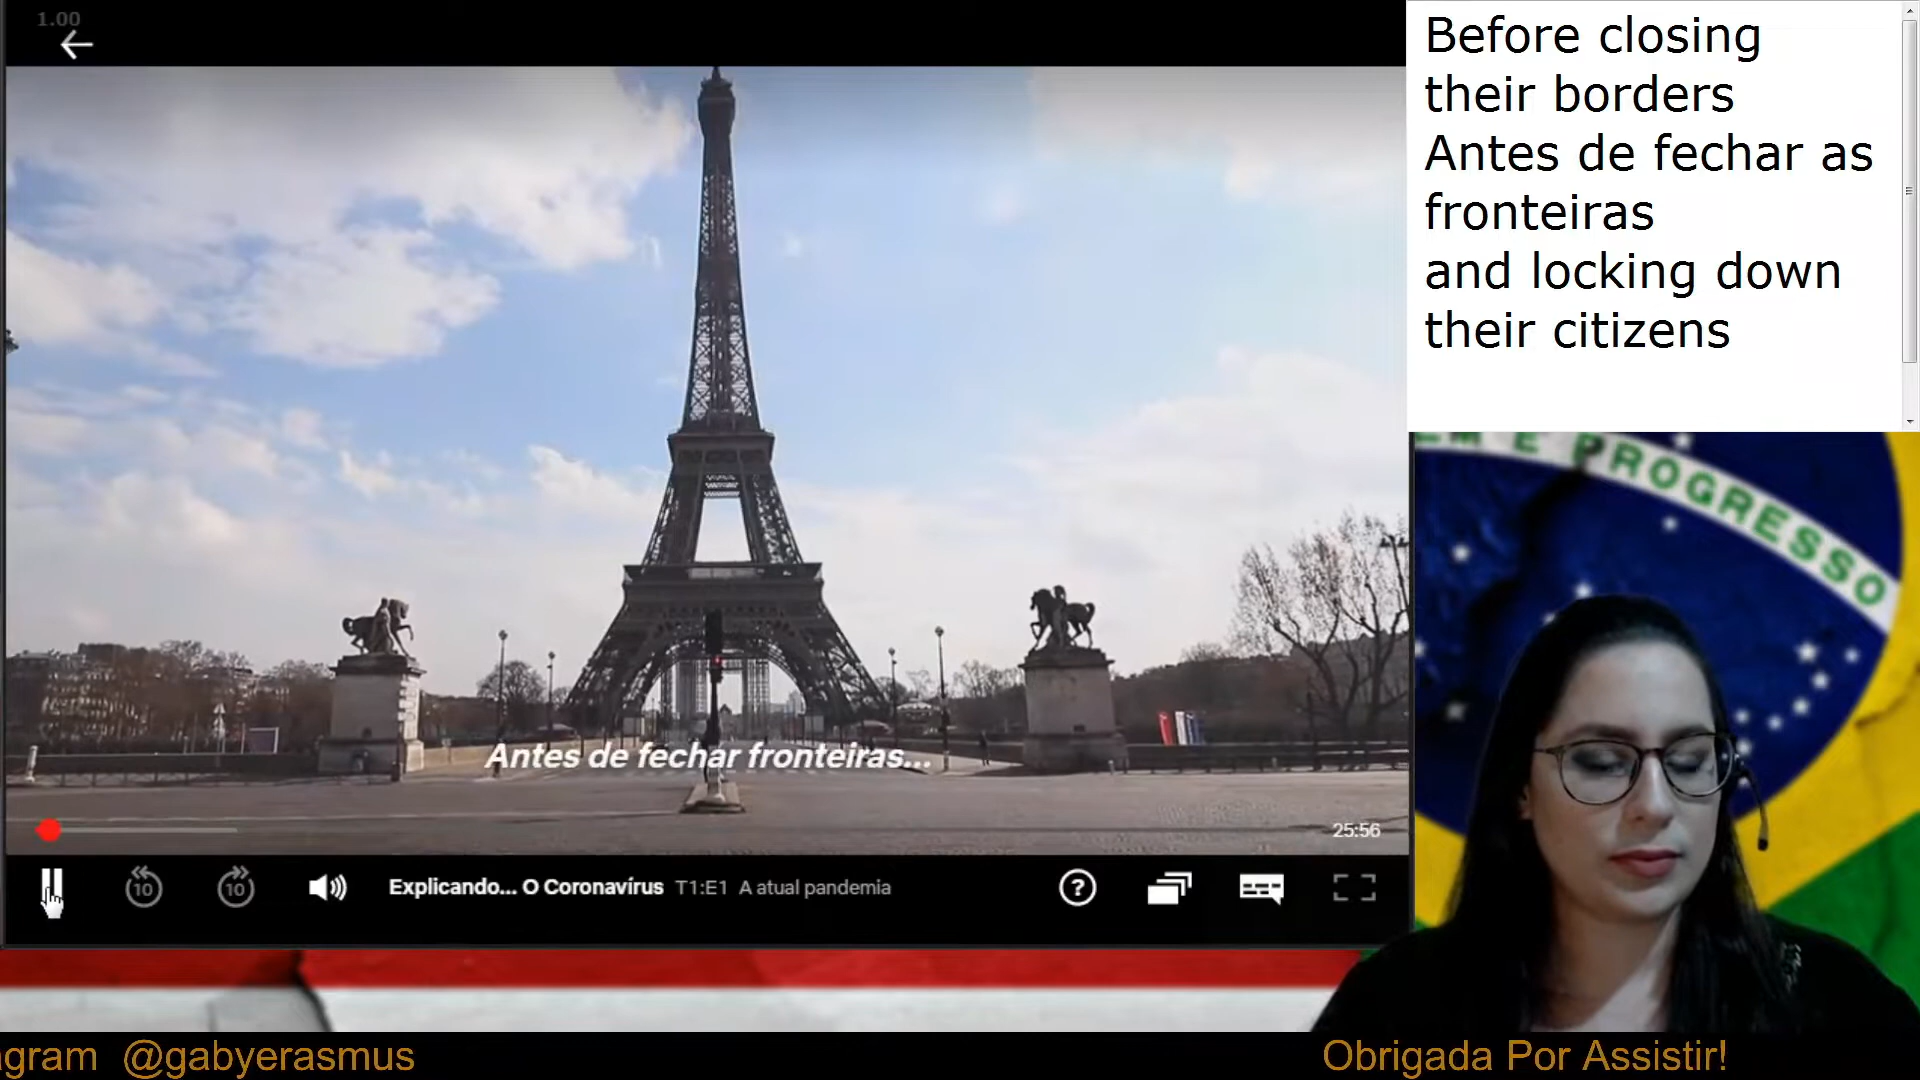 1.00
Before closing
their borders
Antes de fechar as
fronteiras
and locking down
their citizens
PROGRESSO
Antes de fechar fronteiras...
25:56
10
10
Explicando... O Coronavírus T1:E1 A atual pandemia
?
@gabyerasmus
Obrigada Por Assistir!